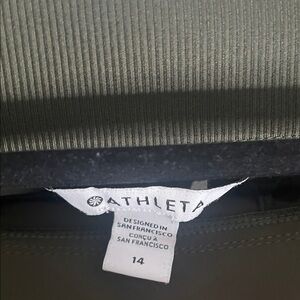 ATHLETA
DESIGNED IN
SAN FRANCISCO
CONÇU À
SAN FRANCISCO
14